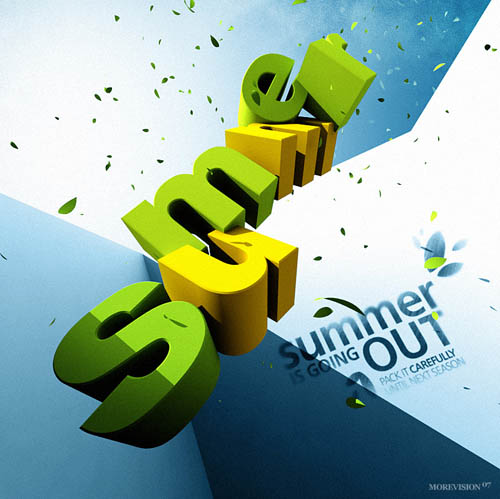 summer
summer
IS GOING OUT
PACK IT CAREFULLY
UNTIL NEXT SEASON
MOREVISION 07